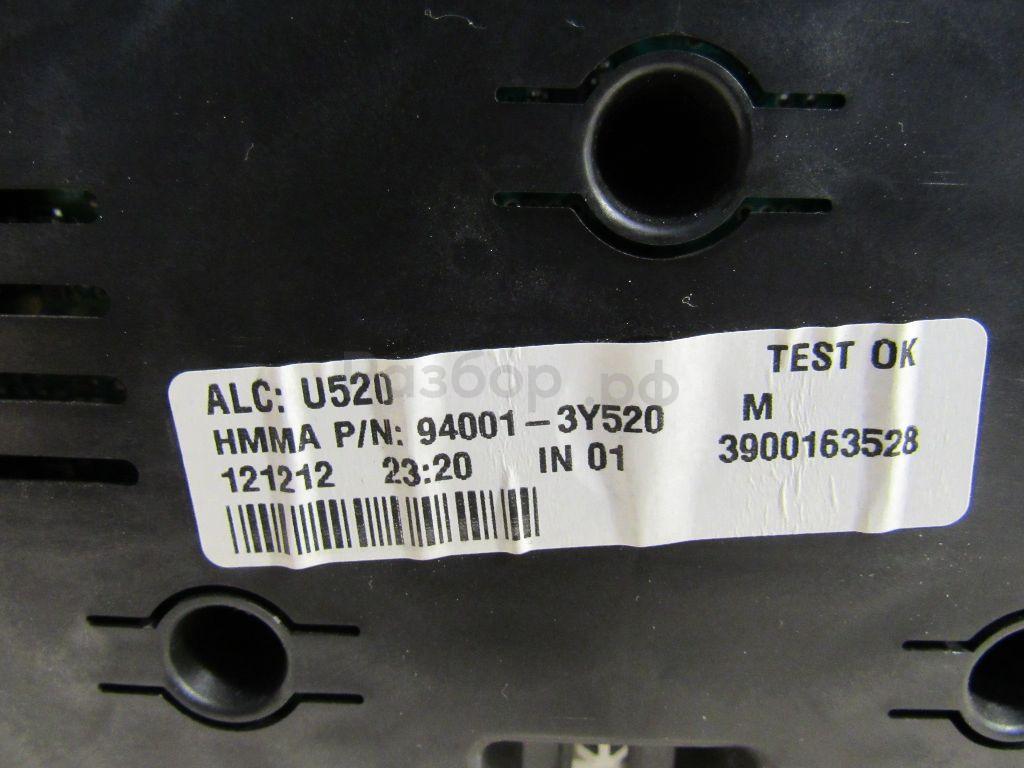 TEST OK
ALC: U520
HMMA P/N: 94001-3Y520 M
121212 23:20 IN 01 3900163528
Разбор.рф